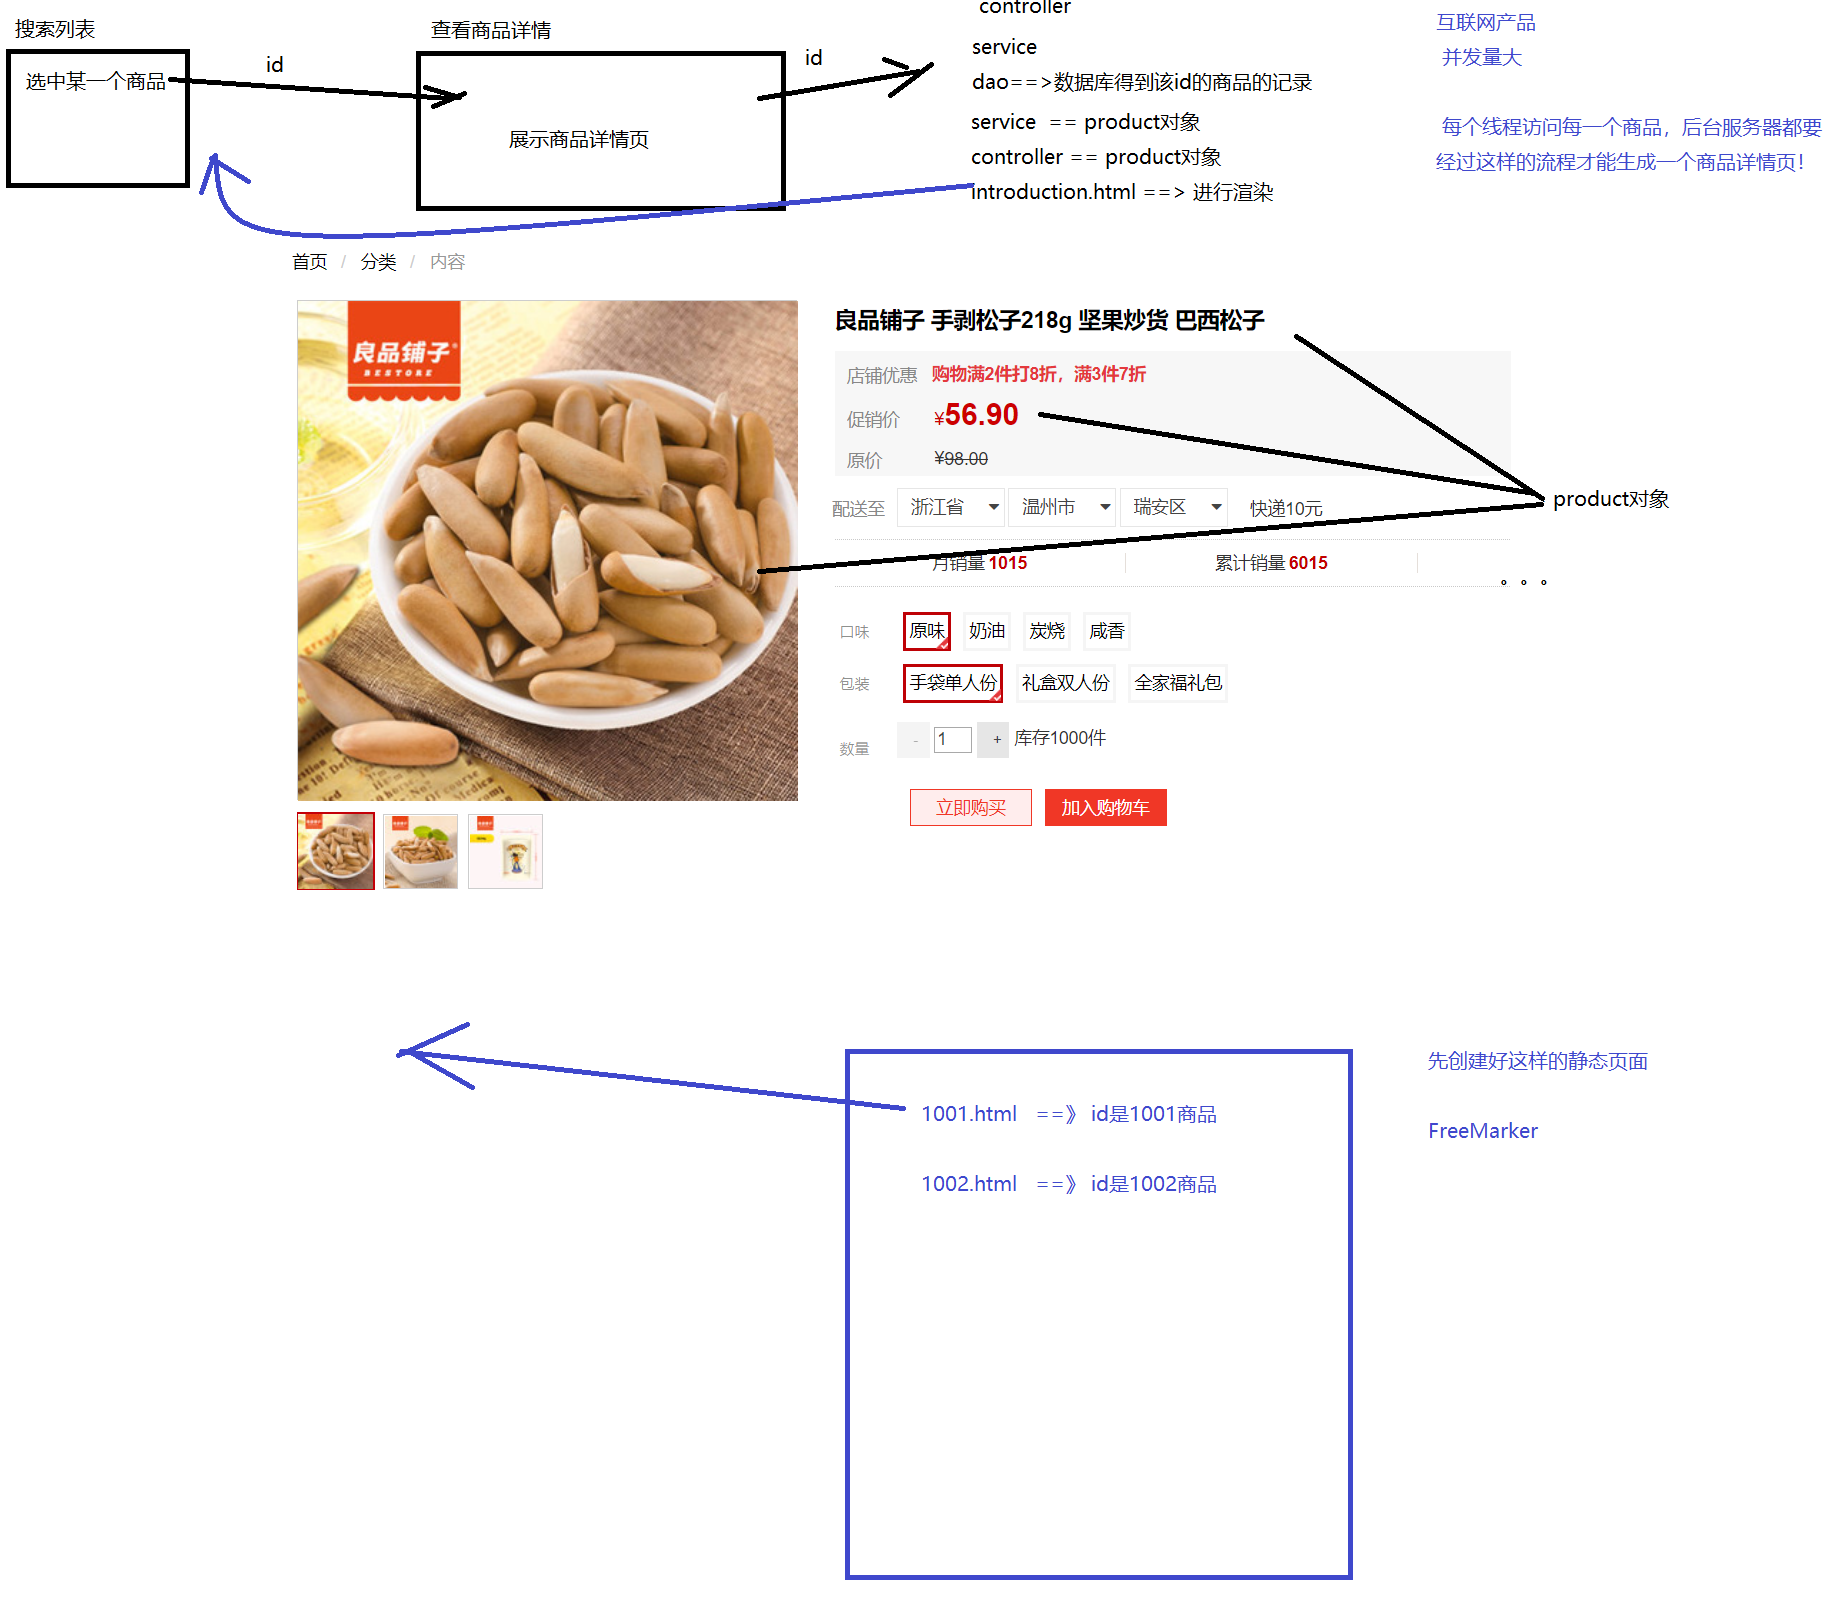 controller
搜索列表
查看商品详情
互联网产品
id
id
service
并发量大
选中某一个商品
dao==>数据库得到该id的商品的记录
展示商品详情页
service == product对象
每个线程访问每一个商品，后台服务器都要
controller == product对象
经过这样的流程才能生成一个商品详情页！
introduction.html ==> 进行渲染
首页 / 分类 / 内容
良品铺子®
BESTORE
良品铺子 手剥松子218g 坚果炒货 巴西松子
店铺优惠 购物满2件打8折，满3件7折
促销价 ¥56.90
原价 ¥98.00
product对象
配送至 浙江省 温州市 瑞安区 快递10元
月销量 1015 累计销量 6015
。。。
口味 原味 奶油 炭烧 咸香
包装 手袋单人份 礼盒双人份 全家福礼包
数量 - 1 + 库存1000件
立即购买 加入购物车
先创建好这样的静态页面
1001.html ==》 id是1001商品
FreeMarker
1002.html ==》 id是1002商品